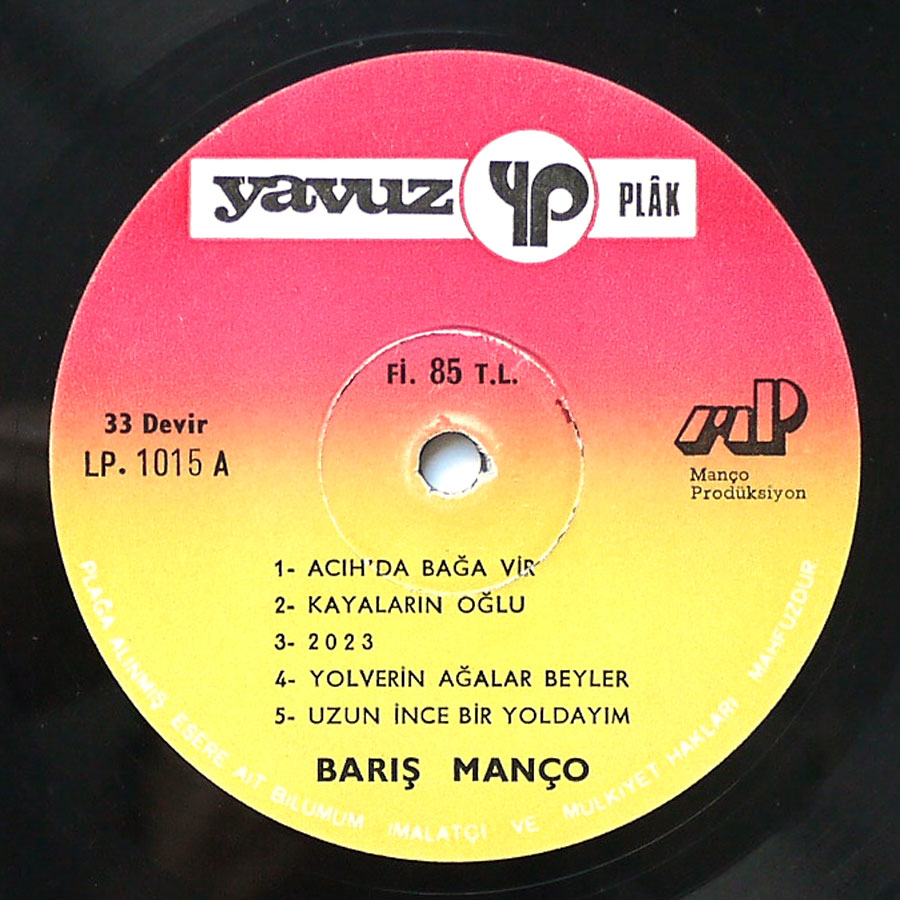 yavuz yp PLÂK
Fİ. 85 T.L.
33 Devir
LP. 1015 A
MP
Manço
Prodüksiyon
1- ACIH'DA BAĞA VİR
2- KAYALARIN OĞLU
3- 2023
4- YOLVERİN AĞALAR BEYLER
5- UZUN İNCE BİR YOLDAYIM
BARIŞ MANÇO
PLAĞA ALINMIŞ ESERE AİT BİLUMUM İMALATÇI VE MÜLKİYET HAKLARI MAHFUZDUR.